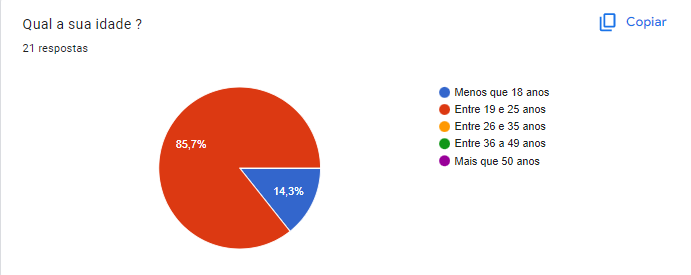 Qual a sua idade ?
Copiar
21 respostas
Menos que 18 anos
Entre 19 e 25 anos
Entre 26 e 35 anos
Entre 36 a 49 anos
Mais que 50 anos
85,7%
14,3%